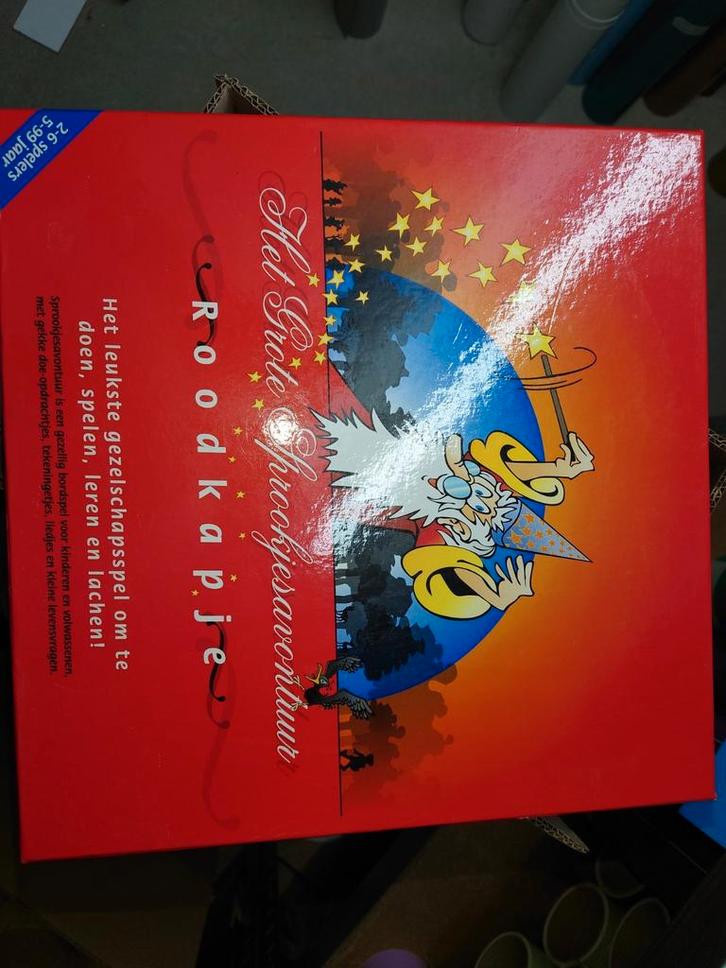 Het Grote Sprookjesavontuur
Roodkapje
Het leukste gezelschapsspel om te
doen, spelen, leren en lachen!
Sprookjesavontuur is een gezellig bordspel voor kinderen en volwassenen,
met gekke doe-opdrachtjes, tekeningetjes, liedjes en kleine levensvragen.
2-6 spelers
5-99 jaar